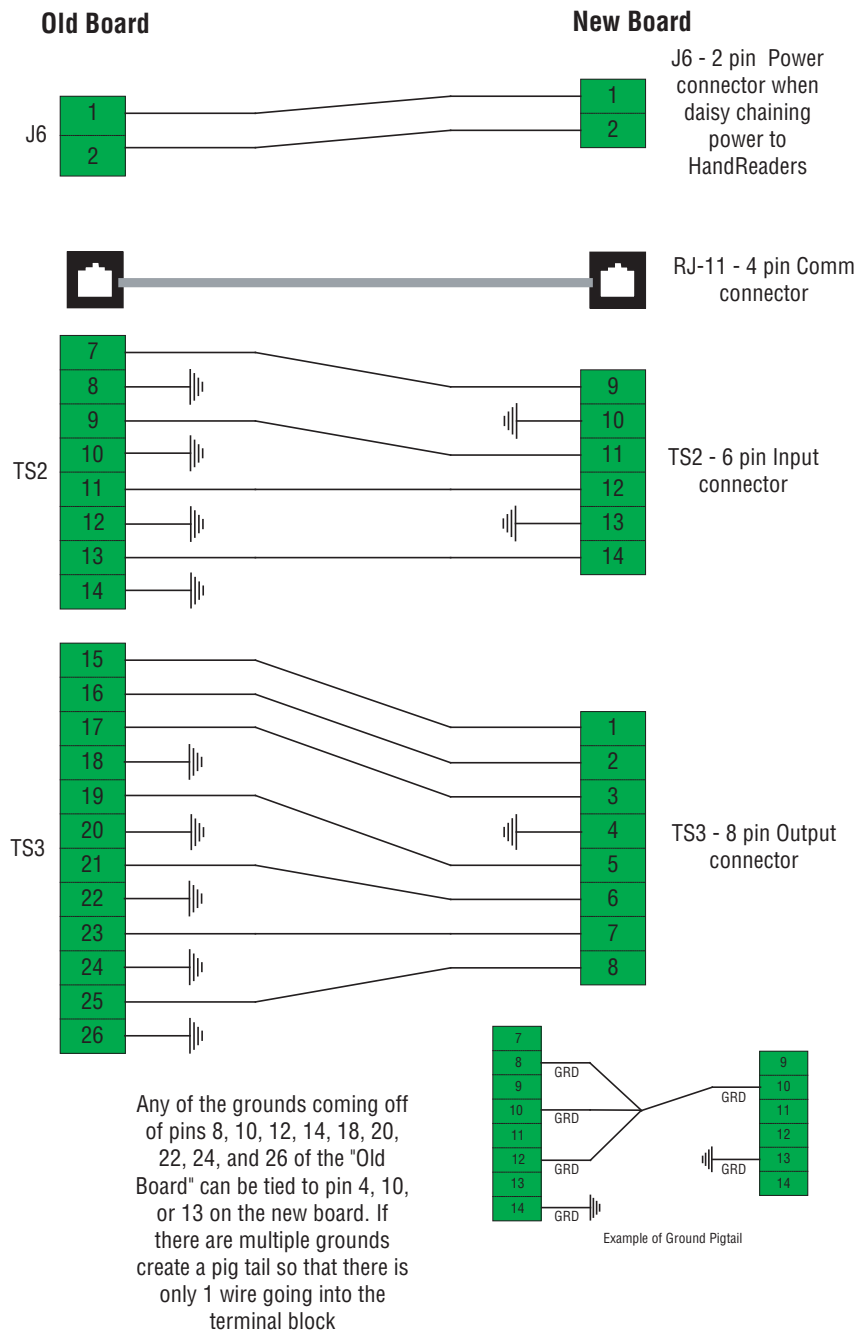 Old Board
New Board
J6
1
2
1
2
J6 - 2 pin  Power
connector when
daisy chaining
power to
HandReaders
RJ-11 - 4 pin Comm
connector
TS2
7
8
9
10
11
12
13
14
9
10
11
12
13
14
TS2 - 6 pin Input
connector
TS3
15
16
17
18
19
20
21
22
23
24
25
26
1
2
3
4
5
6
7
8
TS3 - 8 pin Output
connector
Any of the grounds coming off
of pins 8, 10, 12, 14, 18, 20,
22, 24, and 26 of the "Old
Board" can be tied to pin 4, 10,
or 13 on the new board. If
there are multiple grounds
create a pig tail so that there is
only 1 wire going into the
terminal block
7
8
9
10
11
12
13
14
GRD
GRD
GRD
GRD
GRD
GRD
9
10
11
12
13
14
Example of Ground Pigtail